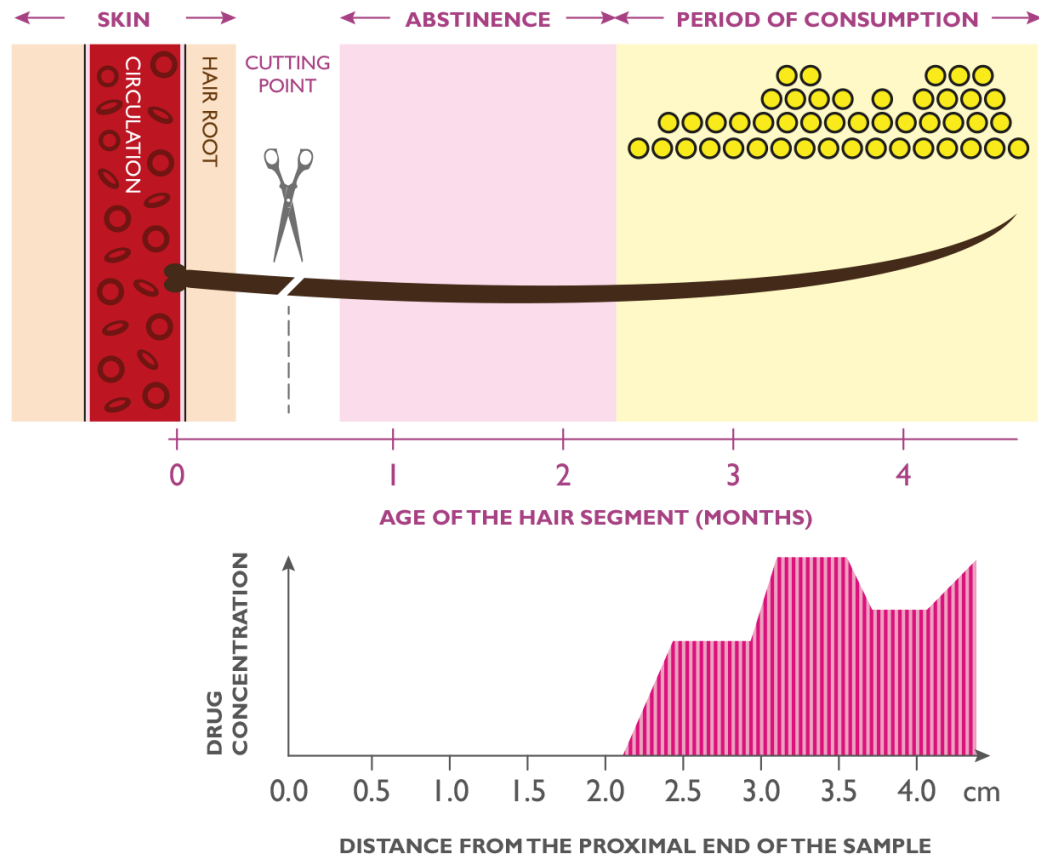 SKIN
ABSTINENCE
PERIOD OF CONSUMPTION
CIRCULATION
HAIR ROOT
CUTTING
POINT
0
1
2
3
4
AGE OF THE HAIR SEGMENT (MONTHS)
DRUG
CONCENTRATION
0.0 0.5 1.0 1.5 2.0 2.5 3.0 3.5 4.0 cm
DISTANCE FROM THE PROXIMAL END OF THE SAMPLE